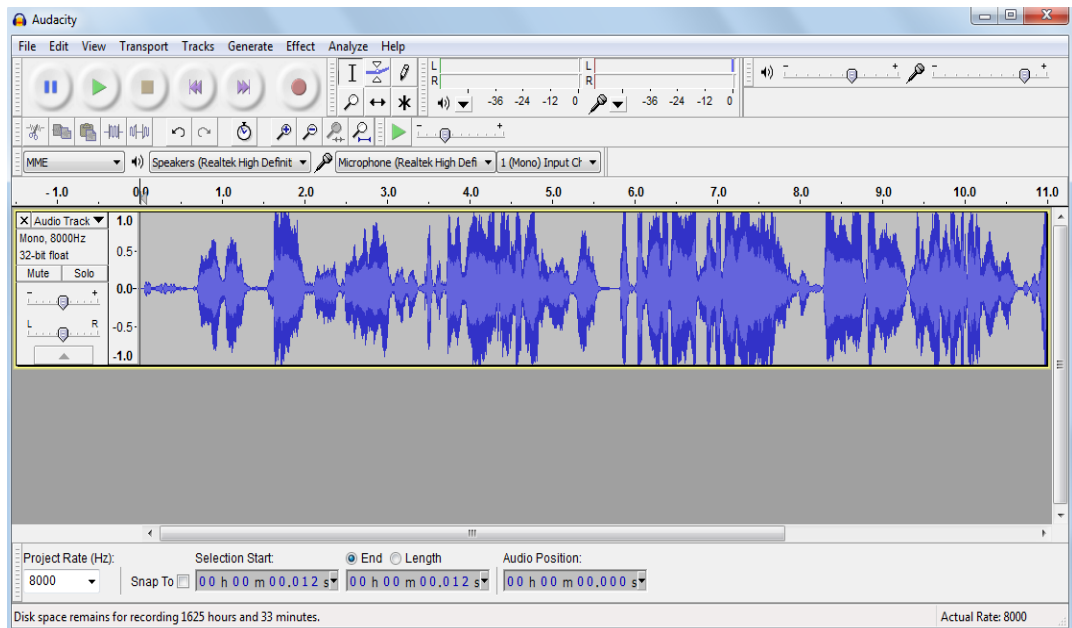 Audacity
File Edit View Transport Tracks Generate Effect Analyze Help
L L
R R
-36 -24 -12 0 -36 -24 -12 0
MME Speakers (Realtek High Definit Microphone (Realtek High Defi 1 (Mono) Input Ch
- 1.0 0.0 1.0 2.0 3.0 4.0 5.0 6.0 7.0 8.0 9.0 10.0 11.0
X Audio Track 1.0
Mono, 8000Hz
32-bit float 0.5
Mute Solo
- + 0.0
L R -0.5
-1.0
Project Rate (Hz): Selection Start: End Length Audio Position:
8000 Snap To 00 h 00 m 00.012 s 00 h 00 m 00.012 s 00 h 00 m 00.000 s
Disk space remains for recording 1625 hours and 33 minutes. Actual Rate: 8000